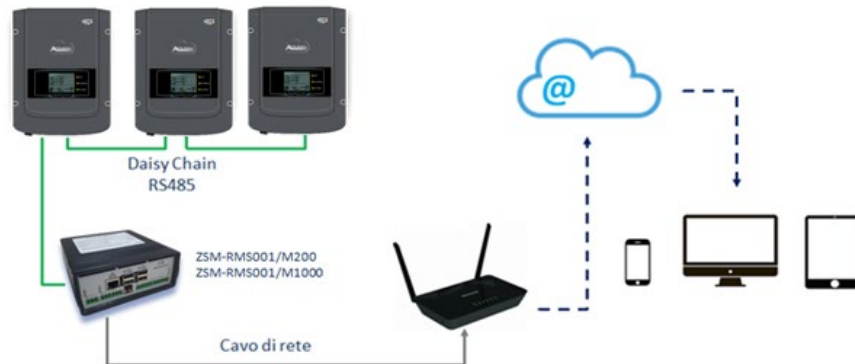 Daisy Chain
RS485
@
ZSM-RMS001/M200
ZSM-RMS001/M1000
Cavo di rete